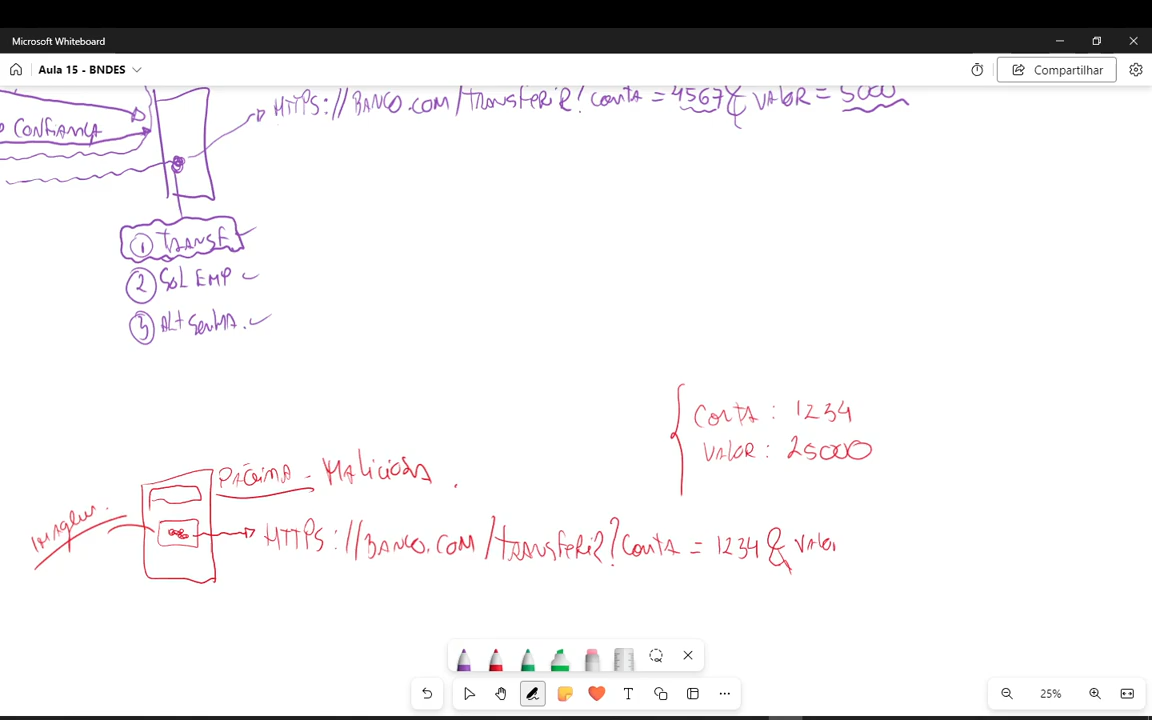 Microsoft Whiteboard
Aula 15 - BNDES
Compartilhar
HTTPS://BANCO.COM/TRANSFERIR?CONTA = 4567 & VALOR = 5000
CONFIANÇA
1 TRANSF
2 SOL EMP
3 ALT SENHA
CONTA : 1234
VALOR : 25000
PÁGINA - MALICIOSA.
IMAGEM.
HTTPS://BANCO.COM/TRANSFERIR?CONTA = 1234 & VALOR
25%